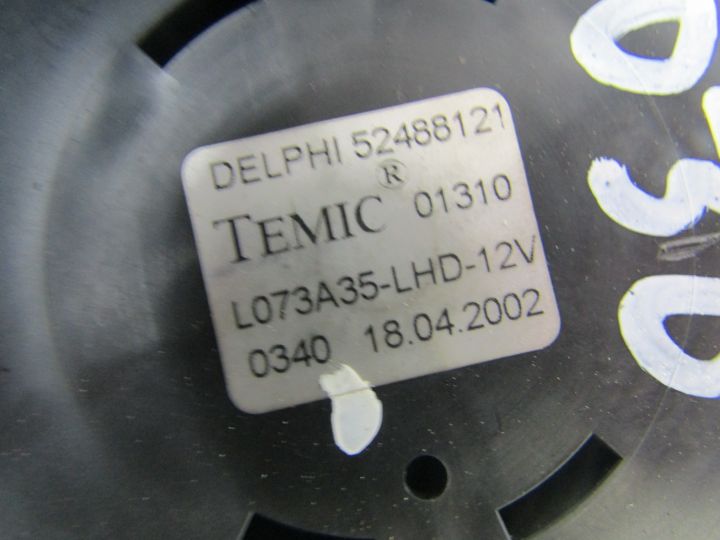 DELPHI 52488121
TEMIC® 01310
L073A35-LHD-12V
0340 18.04.2002